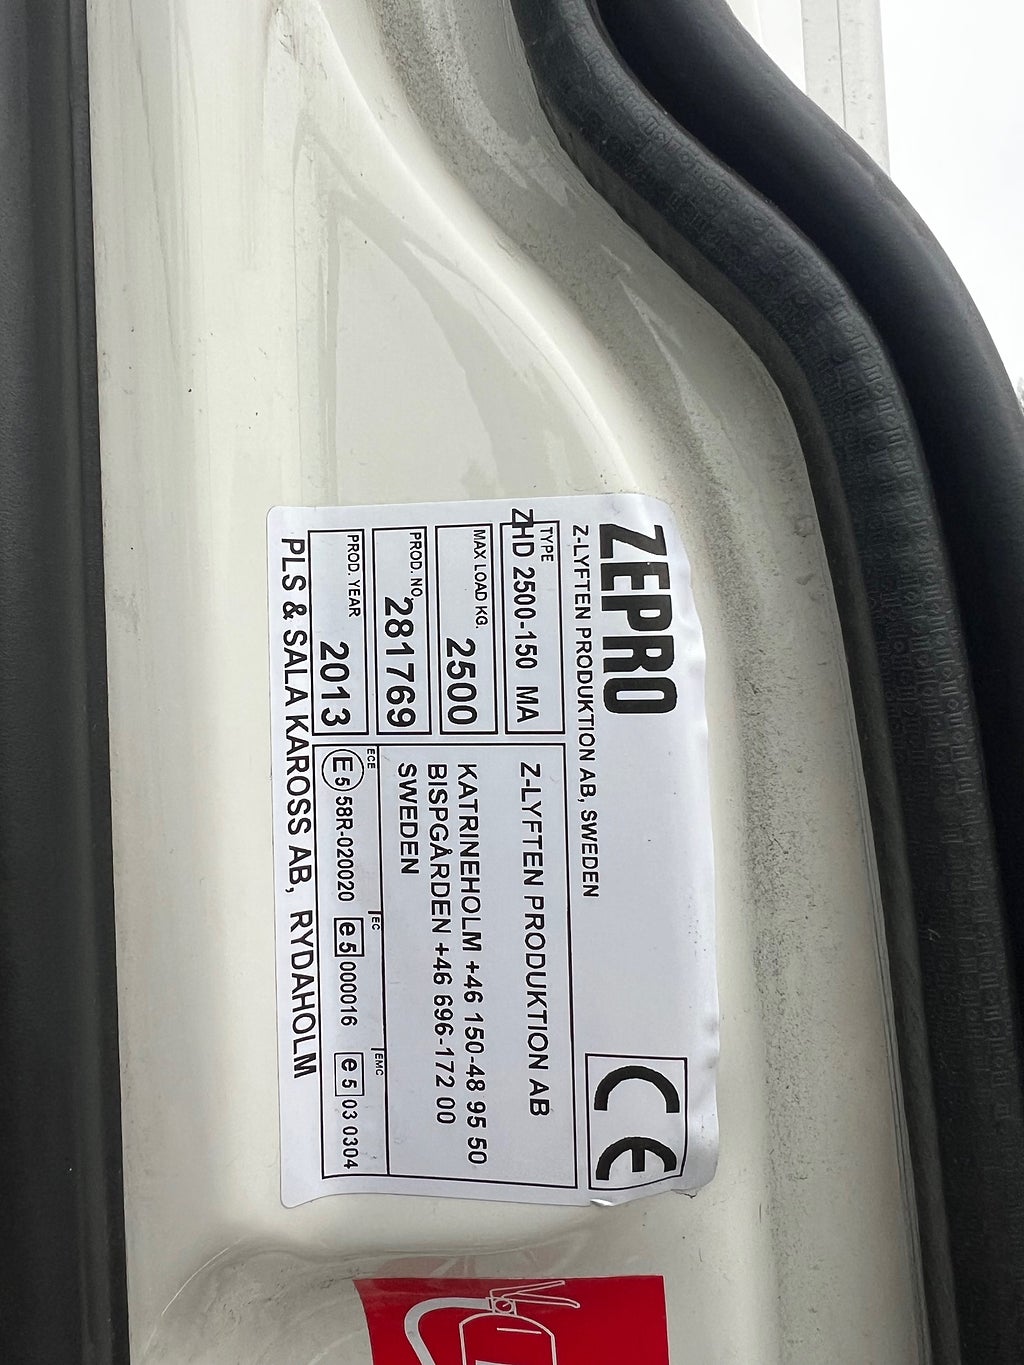 ZEPRO
Z-LYFTEN PRODUKTION AB, SWEDEN
CE
TYPE
ZHD 2500-150 MA
MAX LOAD KG.
2500
PROD. NO.
281769
PROD. YEAR
2013
Z-LYFTEN PRODUKTION AB
KATRINEHOLM +46 150-48 95 50
BISPGÅRDEN +46 696-172 00
SWEDEN
ECE
E5 58R-020020
EC
e5 000016
EMC
e5 03 0304
PLS & SALA KAROSS AB, RYDAHOLM